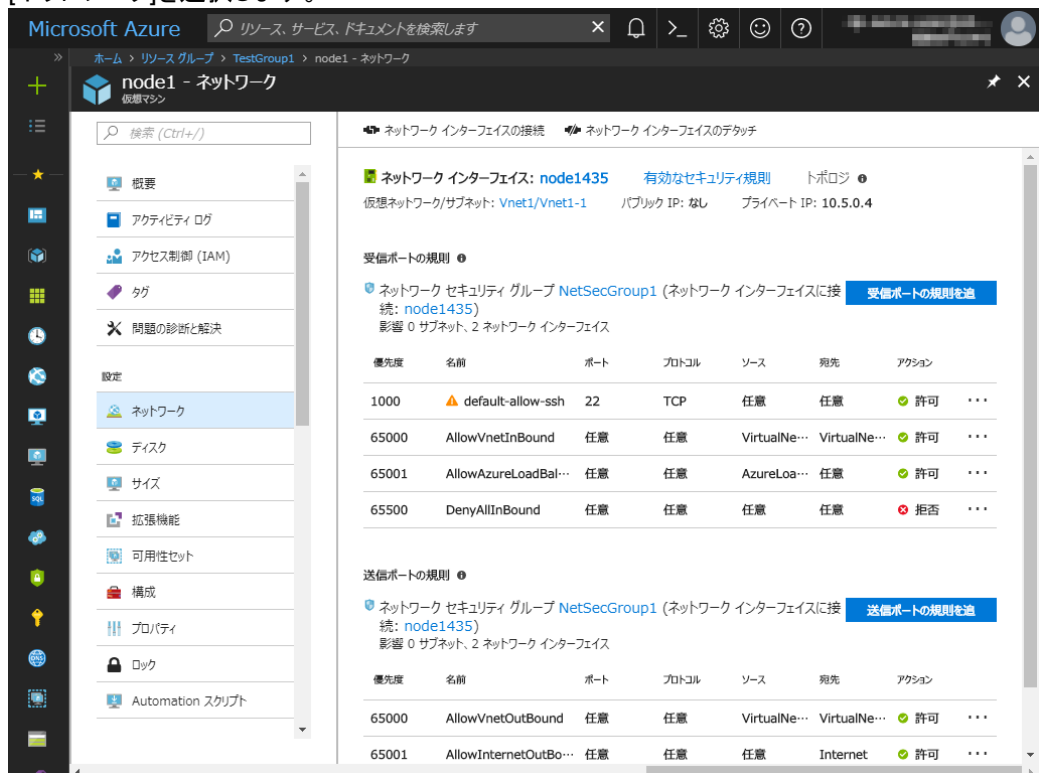 [ネットワーク]を選択します。
Microsoft Azure リソース、サービス、ドキュメントを検索します
ホーム > リソース グループ > TestGroup1 > node1 - ネットワーク
node1 - ネットワーク
仮想マシン
検索 (Ctrl+/)
概要
アクティビティ ログ
アクセス制御 (IAM)
タグ
問題の診断と解決
設定
ネットワーク
ディスク
サイズ
拡張機能
可用性セット
構成
プロパティ
ロック
Automation スクリプト
ネットワーク インターフェイスの接続 ネットワーク インターフェイスのデタッチ
ネットワーク インターフェイス: node1435 有効なセキュリティ規則 トポロジ
仮想ネットワーク/サブネット: Vnet1/Vnet1-1 パブリック IP: なし プライベート IP: 10.5.0.4
受信ポートの規則
ネットワーク セキュリティ グループ NetSecGroup1 (ネットワーク インターフェイスに接
続: node1435)
影響 0 サブネット、2 ネットワーク インターフェイス
受信ポートの規則を追
優先度 名前 ポート プロトコル ソース 宛先 アクション
1000 default-allow-ssh 22 TCP 任意 任意 許可 ···
65000 AllowVnetInBound 任意 任意 VirtualNe··· VirtualNe··· 許可 ···
65001 AllowAzureLoadBal··· 任意 任意 AzureLoa··· 任意 許可 ···
65500 DenyAllInBound 任意 任意 任意 任意 拒否 ···
送信ポートの規則
ネットワーク セキュリティ グループ NetSecGroup1 (ネットワーク インターフェイスに接
続: node1435)
影響 0 サブネット、2 ネットワーク インターフェイス
送信ポートの規則を追
優先度 名前 ポート プロトコル ソース 宛先 アクション
65000 AllowVnetOutBound 任意 任意 VirtualNe··· VirtualNe··· 許可 ···
65001 AllowInternetOutBo··· 任意 任意 任意 Internet 許可 ···